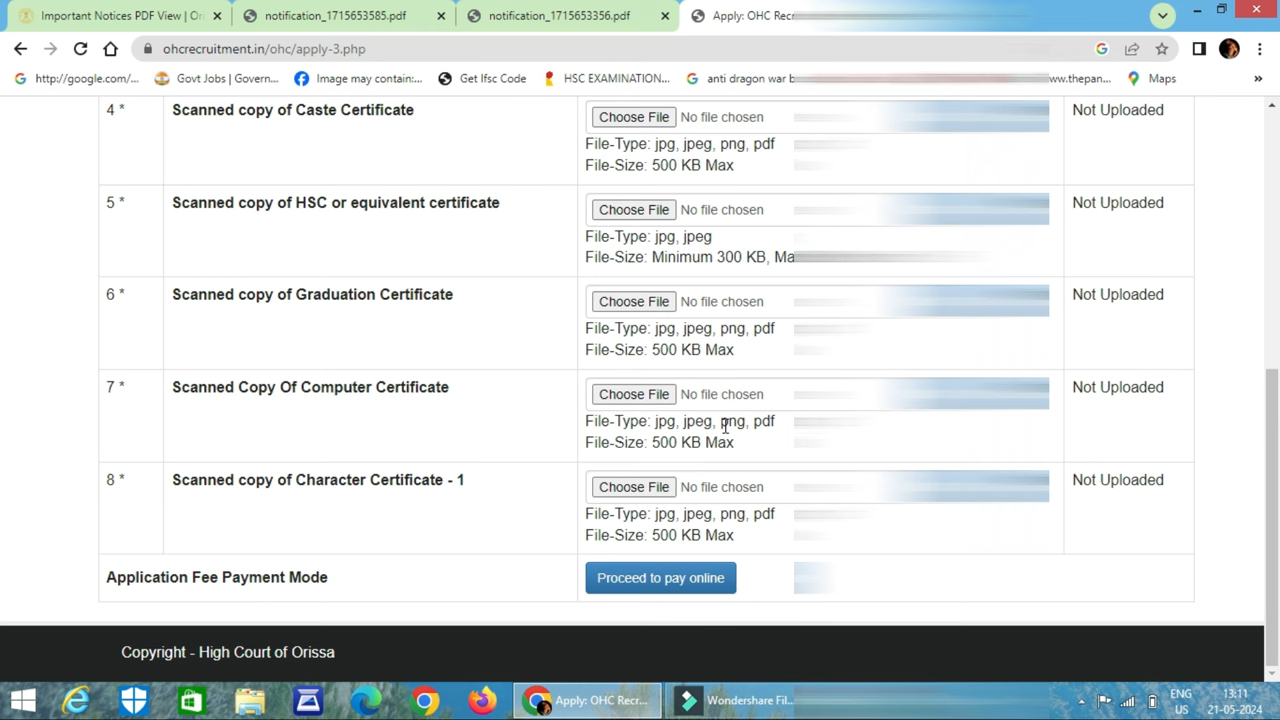 Important Notices PDF View | Ori
notification_1715653585.pdf
notification_1715653356.pdf
Apply: OHC Recr
ohcrecruitment.in/ohc/apply-3.php
http://google.com/...
Govt Jobs | Govern...
Image may contain:...
Get Ifsc Code
HSC EXAMINATION...
anti dragon war b
www.thepan...
Maps
»
4 * Scanned copy of Caste Certificate Choose File No file chosen Not Uploaded
File-Type: jpg, jpeg, png, pdf
File-Size: 500 KB Max
5 * Scanned copy of HSC or equivalent certificate Choose File No file chosen Not Uploaded
File-Type: jpg, jpeg
File-Size: Minimum 300 KB, Ma
6 * Scanned copy of Graduation Certificate Choose File No file chosen Not Uploaded
File-Type: jpg, jpeg, png, pdf
File-Size: 500 KB Max
7 * Scanned Copy Of Computer Certificate Choose File No file chosen Not Uploaded
File-Type: jpg, jpeg, png, pdf
File-Size: 500 KB Max
8 * Scanned copy of Character Certificate - 1 Choose File No file chosen Not Uploaded
File-Type: jpg, jpeg, png, pdf
File-Size: 500 KB Max
Application Fee Payment Mode Proceed to pay online
Copyright - High Court of Orissa
Apply: OHC Recr...
Wondershare Fil...
ENG
US
13:11
21-05-2024